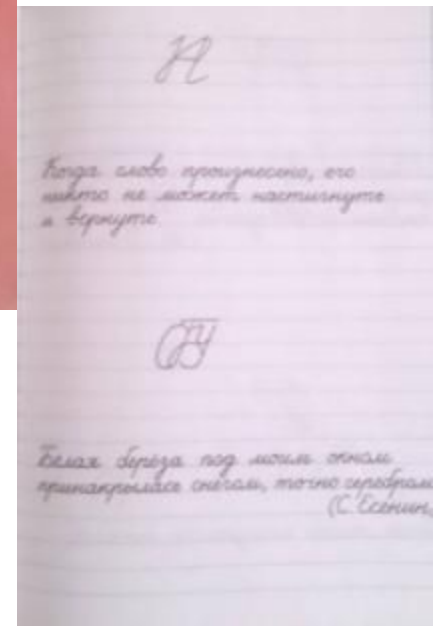 Когда слово произнесено, его
никто не может настигнуть
и вернуть.
Белая берёза под моим окном
принакрылась снегом, точно серебром
(С. Есенин)